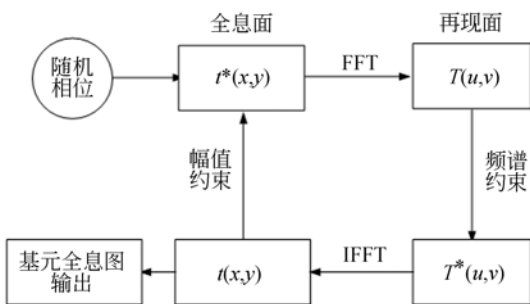 全息面
再现面
随机
相位
t*(x,y)
FFT
T(u,v)
幅值
约束
频谱
约束
基元全息图
输出
t(x,y)
IFFT
T*(u,v)